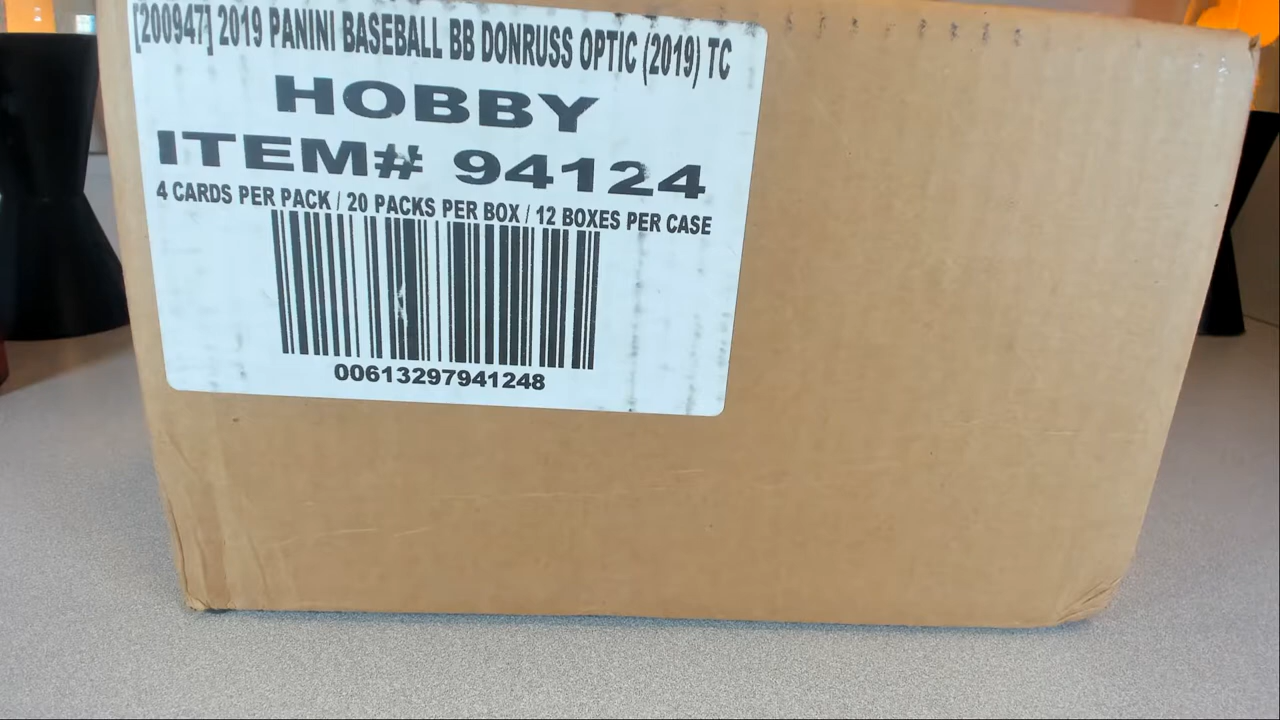 [200947] 2019 PANINI BASEBALL BB DONRUSS OPTIC (2019) TC
HOBBY
ITEM# 94124
4 CARDS PER PACK / 20 PACKS PER BOX / 12 BOXES PER CASE
00613297941248